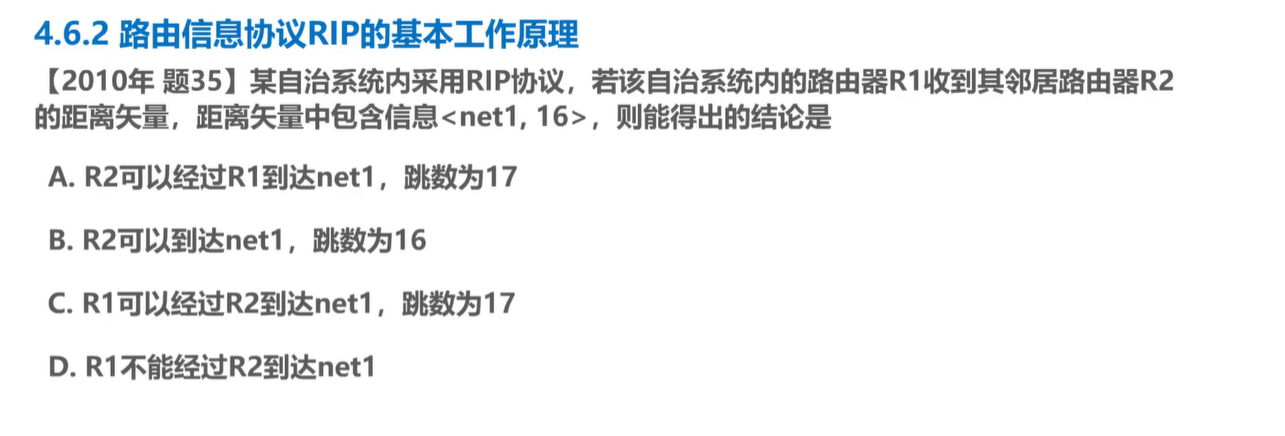 4.6.2 路由信息协议RIP的基本工作原理
【2010年 题35】某自治系统内采用RIP协议，若该自治系统内的路由器R1收到其邻居路由器R2
的距离矢量，距离矢量中包含信息<net1, 16>，则能得出的结论是
A. R2可以经过R1到达net1，跳数为17
B. R2可以到达net1，跳数为16
C. R1可以经过R2到达net1，跳数为17
D. R1不能经过R2到达net1